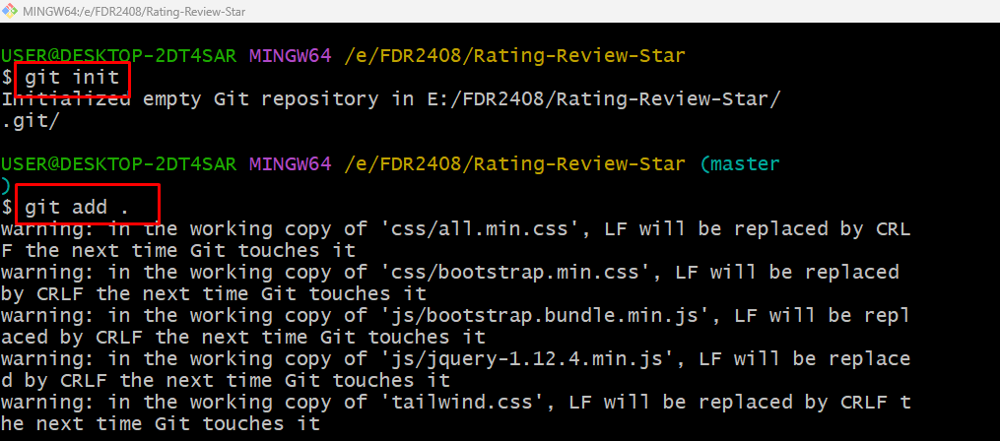 MINGW64:/e/FDR2408/Rating-Review-Star
USER@DESKTOP-2DT4SAR MINGW64 /e/FDR2408/Rating-Review-Star
$ git init
Initialized empty Git repository in E:/FDR2408/Rating-Review-Star/
.git/
USER@DESKTOP-2DT4SAR MINGW64 /e/FDR2408/Rating-Review-Star (master
)
$ git add .
warning: in the working copy of 'css/all.min.css', LF will be replaced by CRL
F the next time Git touches it
warning: in the working copy of 'css/bootstrap.min.css', LF will be replaced
by CRLF the next time Git touches it
warning: in the working copy of 'js/bootstrap.bundle.min.js', LF will be repl
aced by CRLF the next time Git touches it
warning: in the working copy of 'js/jquery-1.12.4.min.js', LF will be replace
d by CRLF the next time Git touches it
warning: in the working copy of 'tailwind.css', LF will be replaced by CRLF t
he next time Git touches it